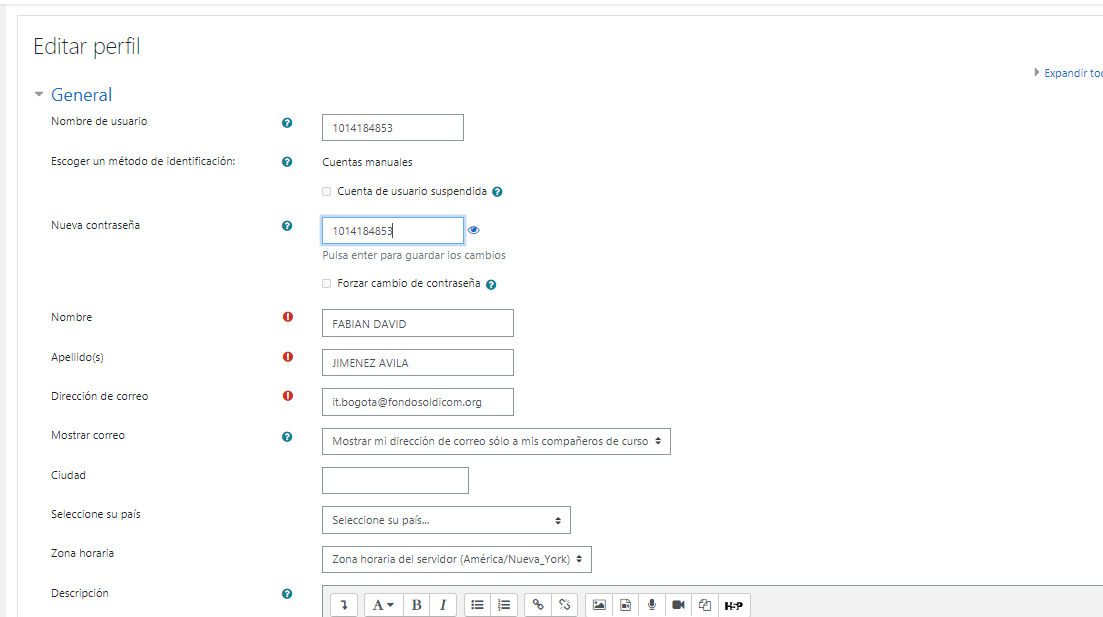 Editar perfil
Expandir toc
General
Nombre de usuario
1014184853
Escoger un método de identificación:
Cuentas manuales
Cuenta de usuario suspendida
Nueva contraseña
1014184853
Pulsa enter para guardar los cambios
Forzar cambio de contraseña
Nombre
FABIAN DAVID
Apellido(s)
JIMENEZ AVILA
Dirección de correo
it.bogota@fondosoldicom.org
Mostrar correo
Mostrar mi dirección de correo sólo a mis compañeros de curso
Ciudad
Seleccione su país
Seleccione su país...
Zona horaria
Zona horaria del servidor (América/Nueva_York)
Descripción
A B I H5P